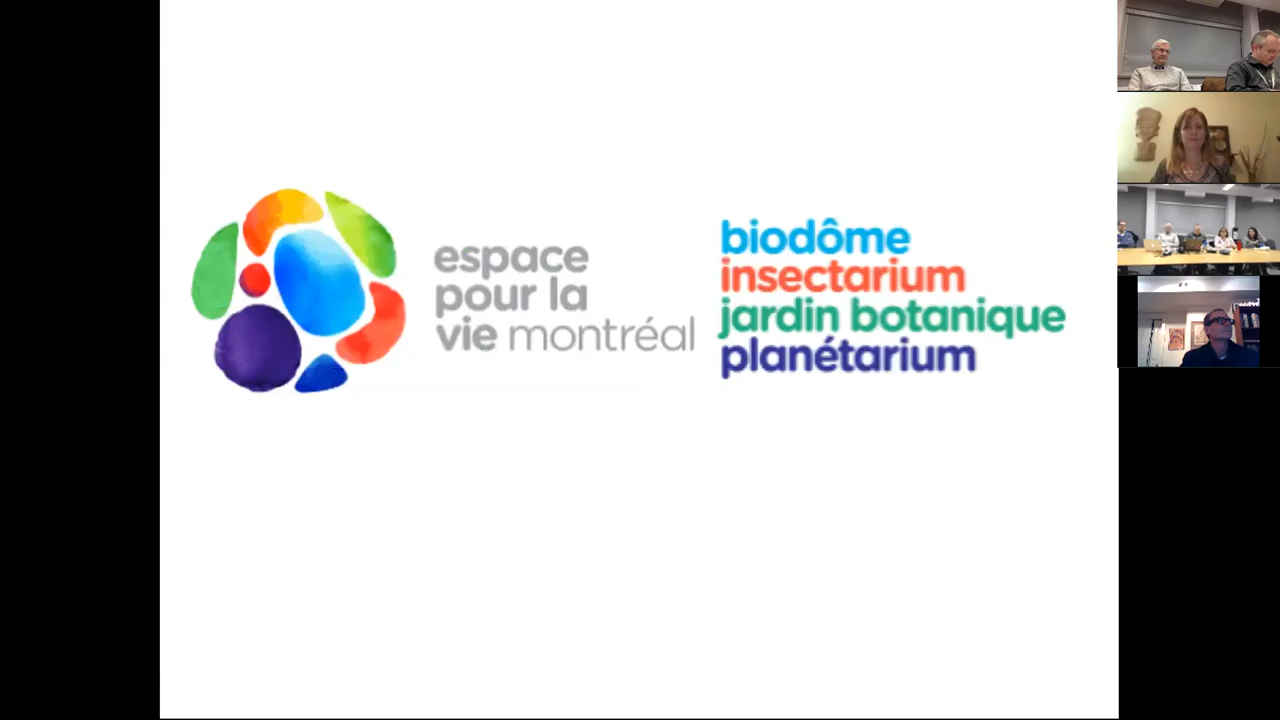 espace
pour la
vie montréal
biodôme
insectarium
jardin botanique
planétarium